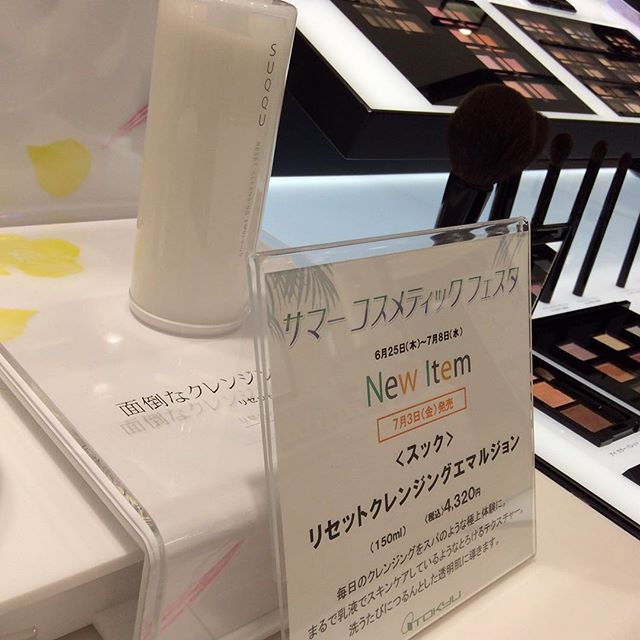 SUQQU
面倒なクレンジン
サマー コスメティック フェスタ
6月25日(木)〜7月8日(水)
New Item
7月3日(金)発売
〈スック〉
リセットクレンジングエマルジョン
(150ml) (税込)4,320円
毎日のクレンジングをスパのような極上体験に。
まるで乳液でスキンケアしているようなとろけるテクスチャー。
洗うたびにつるんとした透明肌に導きます。
TOKYU